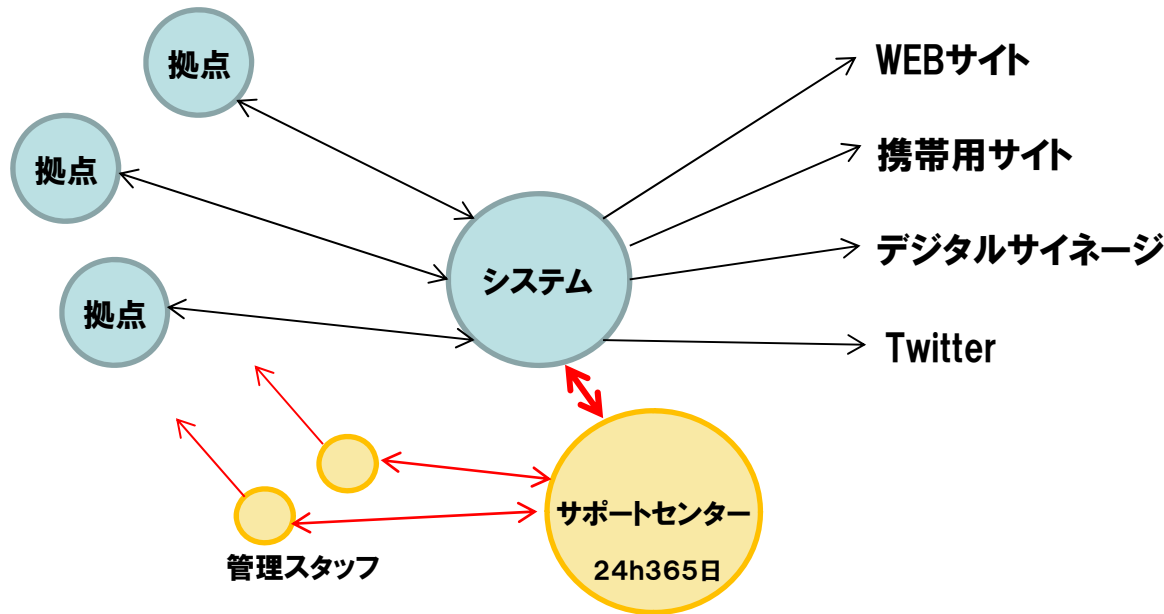 拠点
拠点
拠点
システム
WEBサイト
携帯用サイト
デジタルサイネージ
Twitter
サポートセンター
24h365日
管理スタッフ